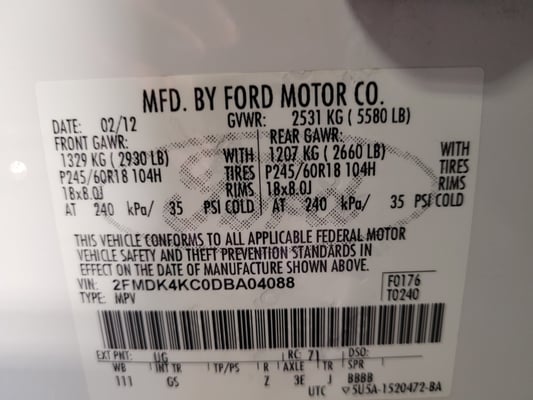 MFD. BY FORD MOTOR CO.
DATE: 02/12 GVWR: 2531 KG ( 5580 LB)
FRONT GAWR: REAR GAWR:
1329 KG ( 2930 LB) WITH 1207 KG ( 2660 LB) WITH
P245/60R18 104H TIRES P245/60R18 104H TIRES
18x8.0J RIMS 18x8.0J RIMS
AT 240 kPa/ 35 PSI COLD AT 240 kPa/ 35 PSI COLD
THIS VEHICLE CONFORMS TO ALL APPLICABLE FEDERAL MOTOR
VEHICLE SAFETY AND THEFT PREVENTION STANDARDS IN
EFFECT ON THE DATE OF MANUFACTURE SHOWN ABOVE.
VIN: 2FMDK4KC0DBA04088 F0176
TYPE: MPV T0240
EXT PNT: UG RC: 71 DSO:
WB INT TR TP/PS R AXLE TR SPR
111 GS Z 3E J BBBB
UTC ▽5U5A-1520472-BA